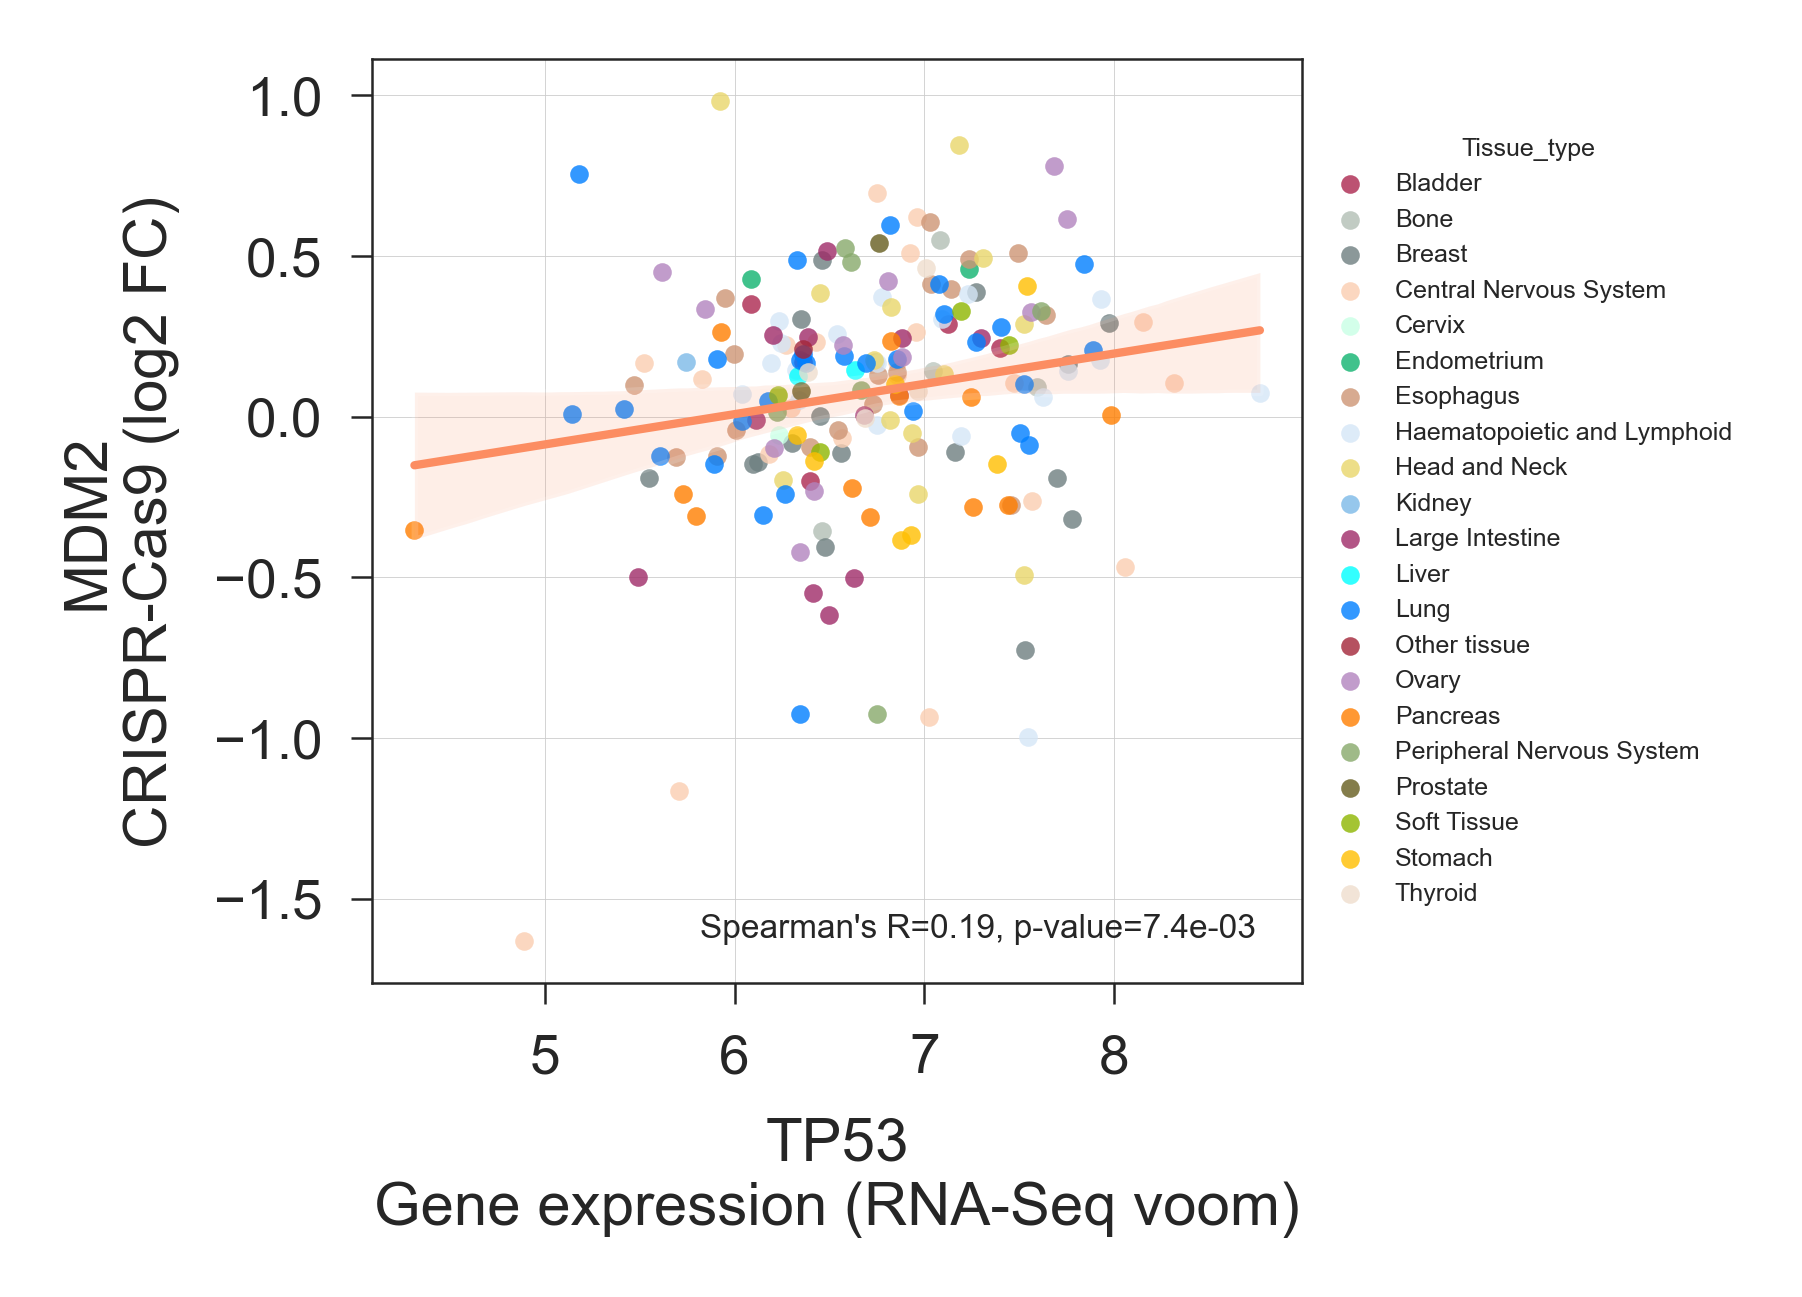 1.0
0.5
0.0
−0.5
−1.0
−1.5
MDM2
CRISPR-Cas9 (log2 FC)
Spearman's R=0.19, p-value=7.4e-03
5 6 7 8
TP53
Gene expression (RNA-Seq voom)
Tissue_type
Bladder
Bone
Breast
Central Nervous System
Cervix
Endometrium
Esophagus
Haematopoietic and Lymphoid
Head and Neck
Kidney
Large Intestine
Liver
Lung
Other tissue
Ovary
Pancreas
Peripheral Nervous System
Prostate
Soft Tissue
Stomach
Thyroid